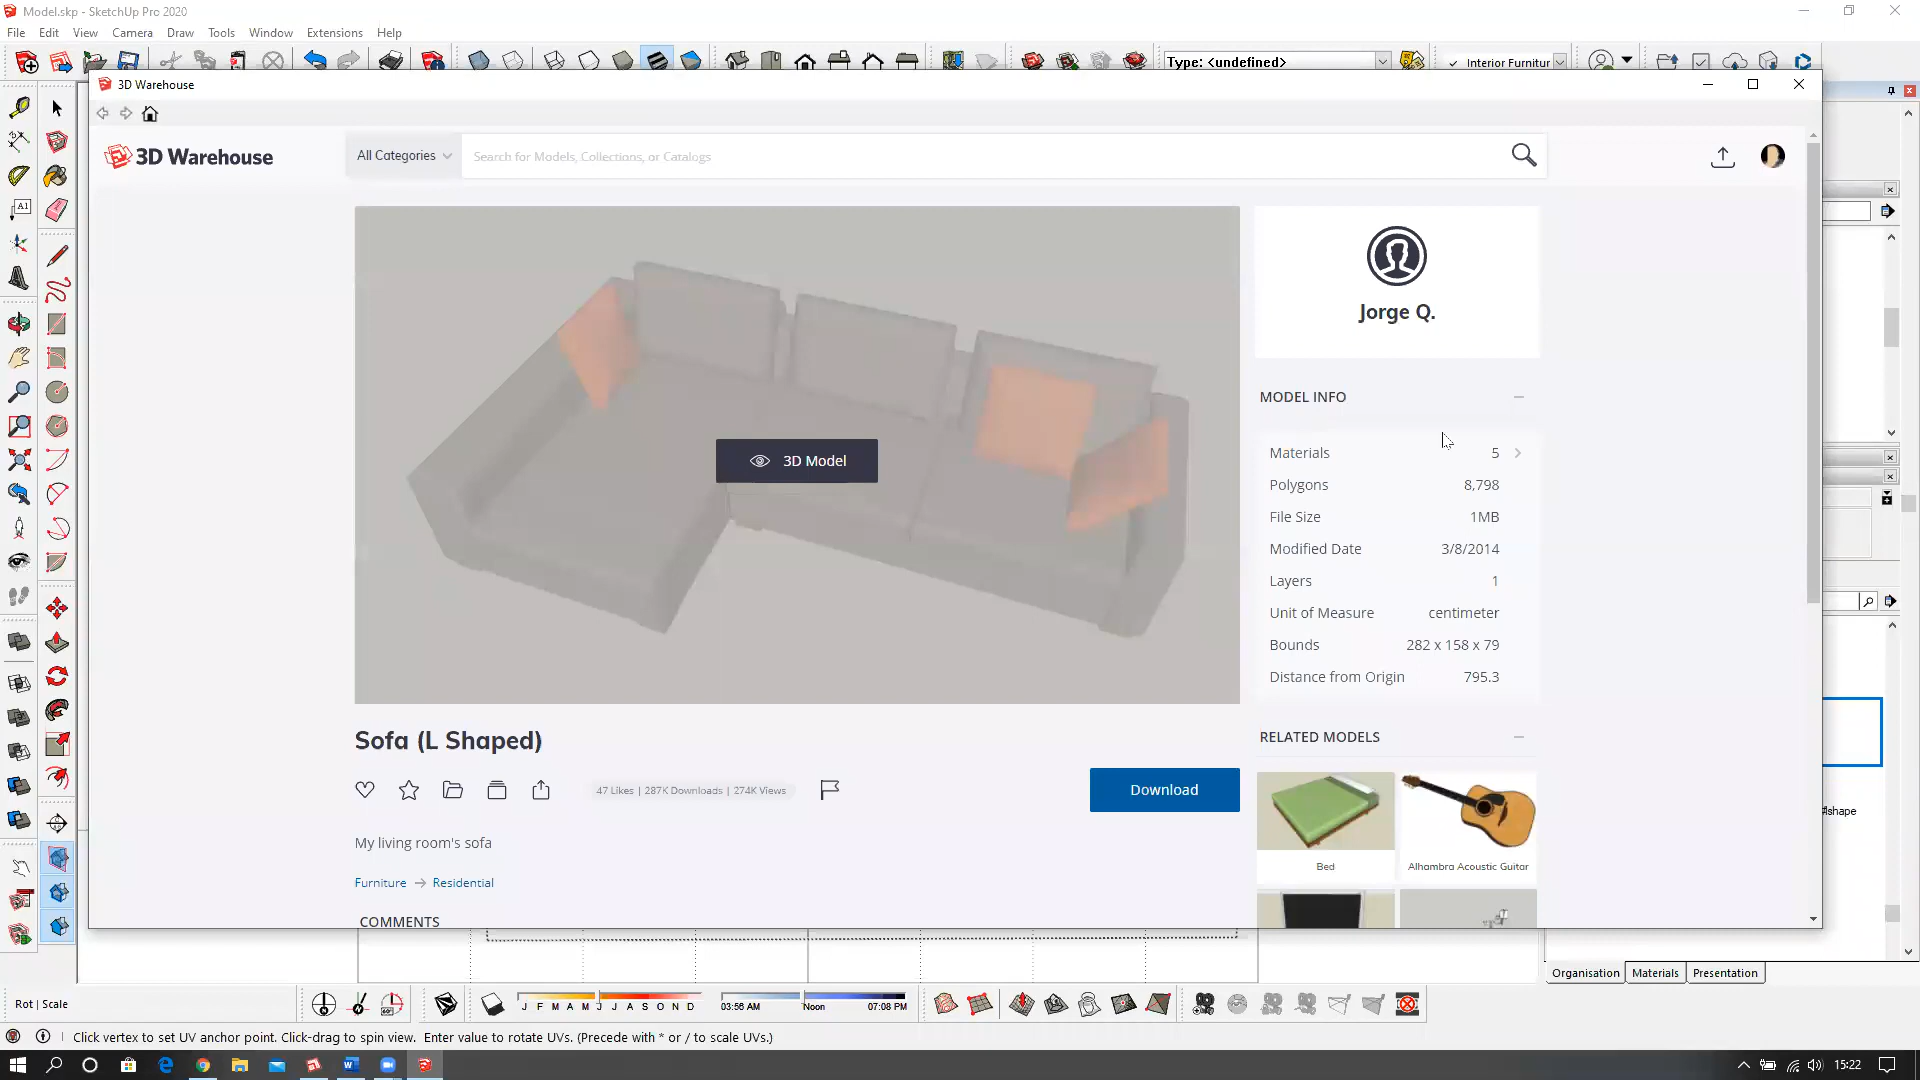 Model.skp - SketchUp Pro 2020
File Edit View Camera Draw Tools Window Extensions Help
Type: <undefined>
Interior Furnitur
3D Warehouse
3D Warehouse
All Categories
Search for Models, Collections, or Catalogs
A1
Jorge Q.
MODEL INFO
Materials 5
Polygons 8,798
File Size 1MB
Modified Date 3/8/2014
Layers 1
Unit of Measure centimeter
Bounds 282 x 158 x 79
Distance from Origin 795.3
3D Model
Sofa (L Shaped)
47 Likes | 287K Downloads | 274K Views
Download
My living room's sofa
Furniture → Residential
COMMENTS
RELATED MODELS
Bed
Alhambra Acoustic Guitar
#lshape
Organisation Materials Presentation
Rot | Scale
J F M A M J J A S O N D
03:56 AM Noon 07:08 PM
Click vertex to set UV anchor point. Click-drag to spin view. Enter value to rotate UVs. (Precede with * or / to scale UVs.)
15:22